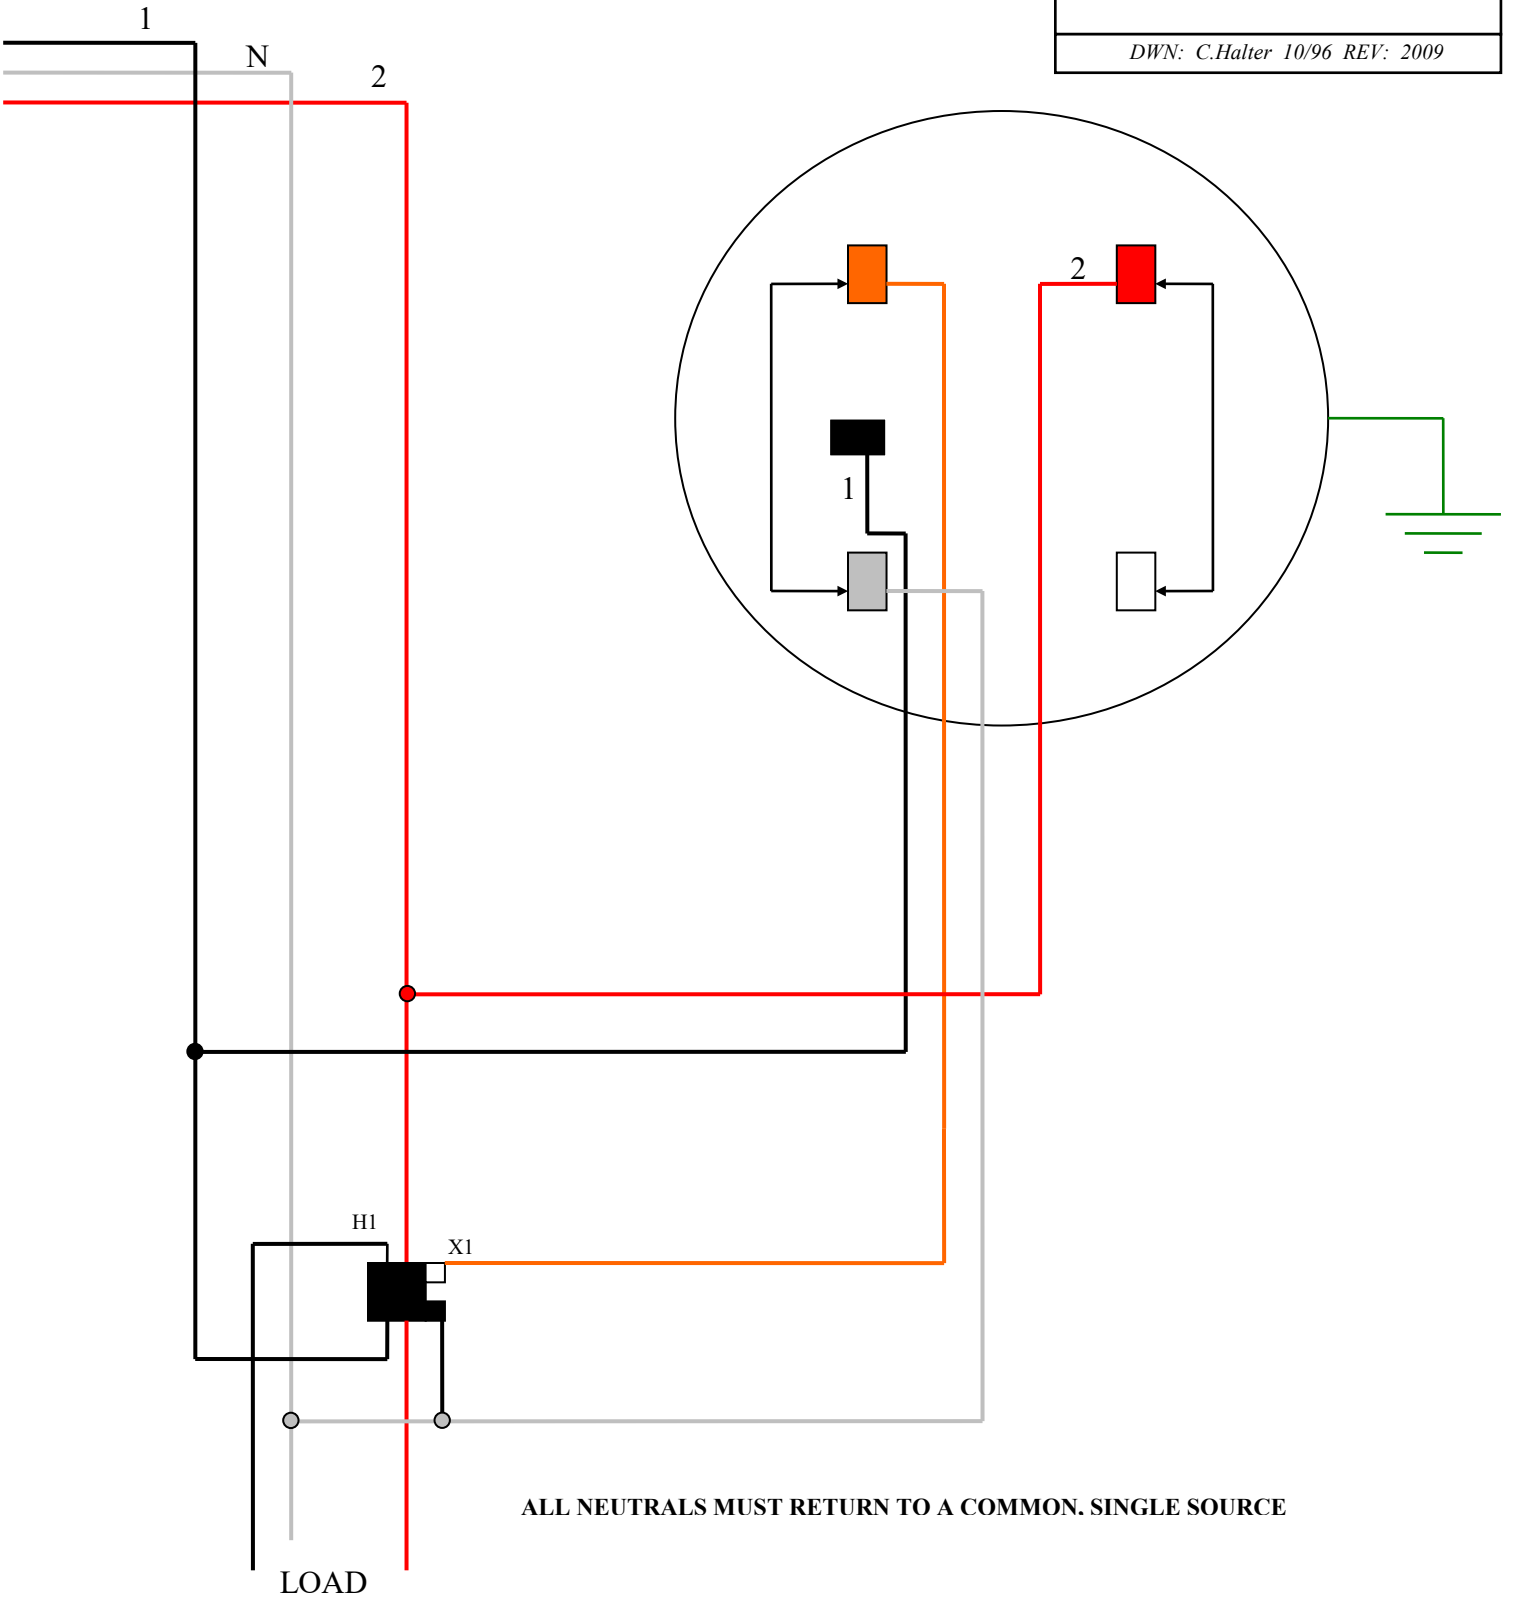 1
N
2
DWN: C.Halter 10/96 REV: 2009
2
1
H1
X1
ALL NEUTRALS MUST RETURN TO A COMMON. SINGLE SOURCE
LOAD